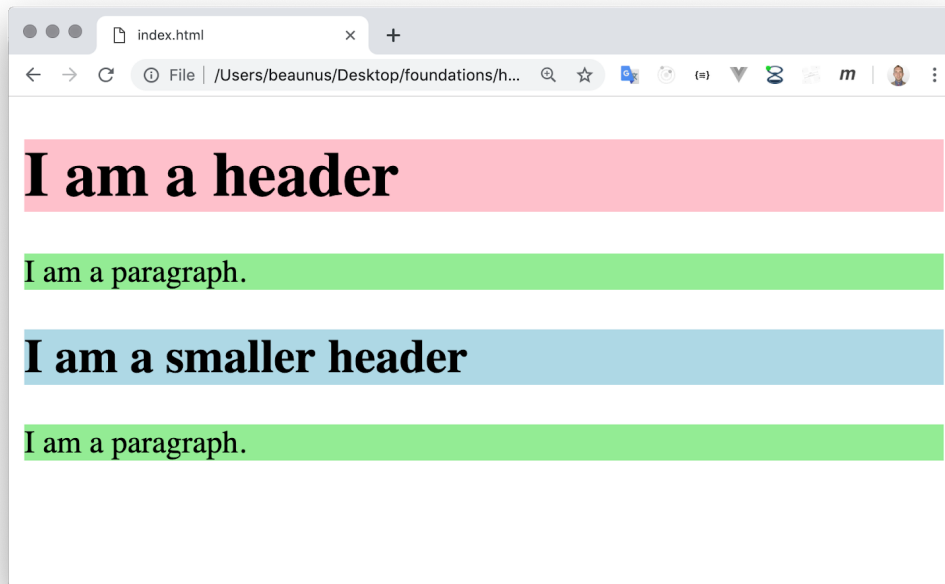 index.html
File /Users/beaunus/Desktop/foundations/h...
{=} m
I am a header
I am a paragraph.
I am a smaller header
I am a paragraph.